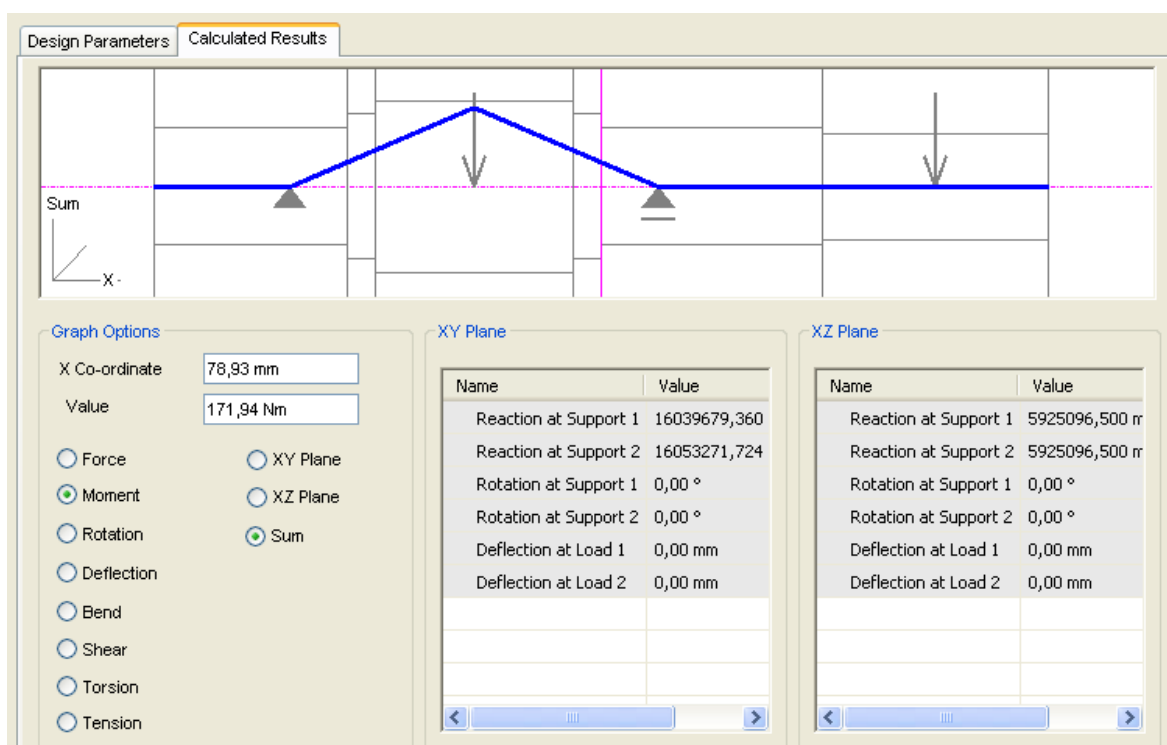 Design Parameters Calculated Results
Sum
X -
Graph Options
X Co-ordinate 78,93 mm
Value 171,94 Nm
Force XY Plane
Moment XZ Plane
Rotation Sum
Deflection
Bend
Shear
Torsion
Tension
XY Plane
Name Value
Reaction at Support 1 16039679,360
Reaction at Support 2 16053271,724
Rotation at Support 1 0,00 °
Rotation at Support 2 0,00 °
Deflection at Load 1 0,00 mm
Deflection at Load 2 0,00 mm
XZ Plane
Name Value
Reaction at Support 1 5925096,500 m
Reaction at Support 2 5925096,500 m
Rotation at Support 1 0,00 °
Rotation at Support 2 0,00 °
Deflection at Load 1 0,00 mm
Deflection at Load 2 0,00 mm